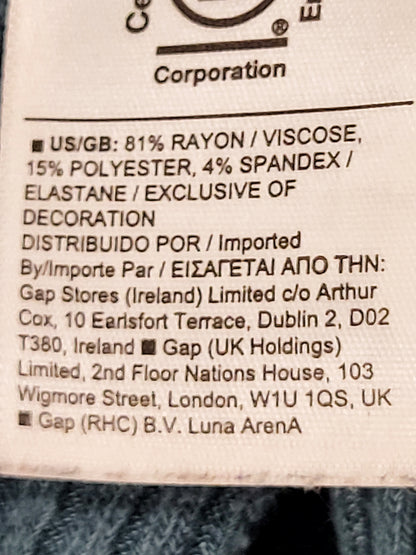 Ce
®
Corporation
■ US/GB: 81% RAYON / VISCOSE,
15% POLYESTER, 4% SPANDEX /
ELASTANE / EXCLUSIVE OF
DECORATION
DISTRIBUIDO POR / Imported
By/Importe Par / ΕΙΣΑΓΕΤΑΙ ΑΠΟ ΤΗΝ:
Gap Stores (Ireland) Limited c/o Arthur
Cox, 10 Earlsfort Terrace, Dublin 2, D02
T380, Ireland ■ Gap (UK Holdings)
Limited, 2nd Floor Nations House, 103
Wigmore Street, London, W1U 1QS, UK
■ Gap (RHC) B.V. Luna ArenA